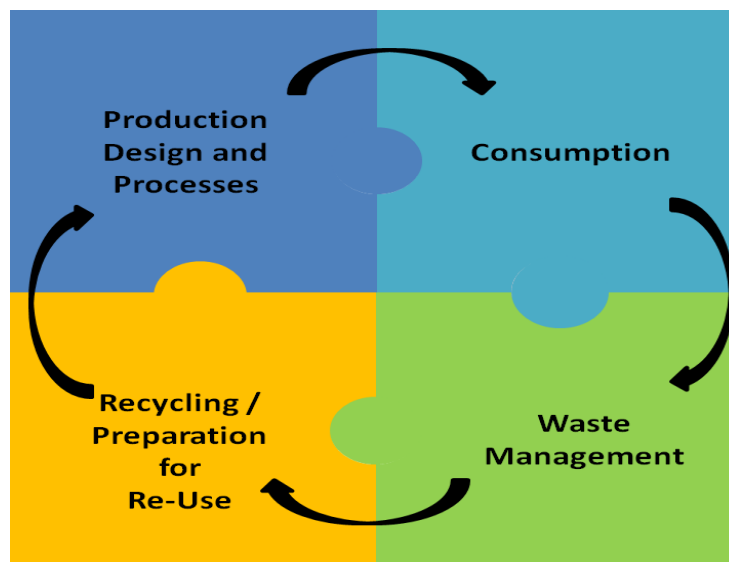 Production
Design and
Processes
Consumption
Recycling /
Preparation
for
Re-Use
Waste
Management